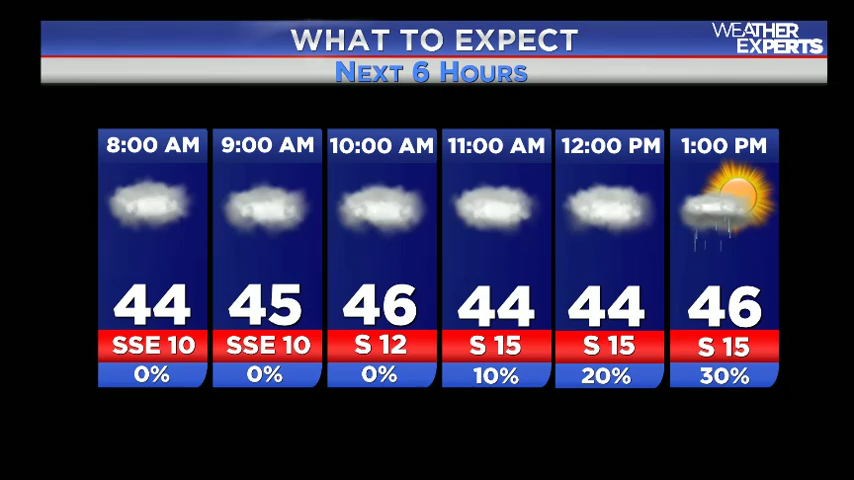 WHAT TO EXPECT
WEATHER
EXPERTS
NEXT 6 HOURS
8:00 AM 9:00 AM 10:00 AM 11:00 AM 12:00 PM 1:00 PM
44 45 46 44 44 46
SSE 10 SSE 10 S 12 S 15 S 15 S 15
0% 0% 0% 10% 20% 30%